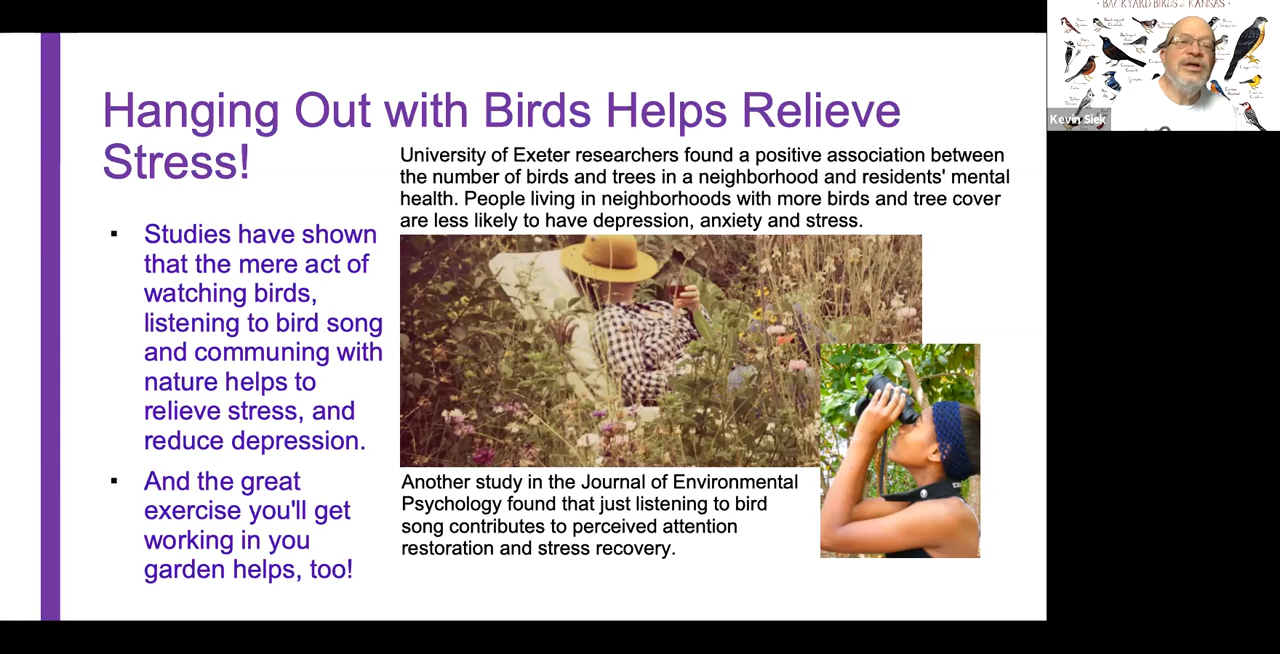 Hanging Out with Birds Helps Relieve
Stress!
▪ Studies have shown
that the mere act of
watching birds,
listening to bird song
and communing with
nature helps to
relieve stress, and
reduce depression.
▪ And the great
exercise you'll get
working in you
garden helps, too!
University of Exeter researchers found a positive association between
the number of birds and trees in a neighborhood and residents' mental
health. People living in neighborhoods with more birds and tree cover
are less likely to have depression, anxiety and stress.
Another study in the Journal of Environmental
Psychology found that just listening to bird
song contributes to perceived attention
restoration and stress recovery.
· BACKYARD BIRDS of KANSAS ·
Kevin Siek